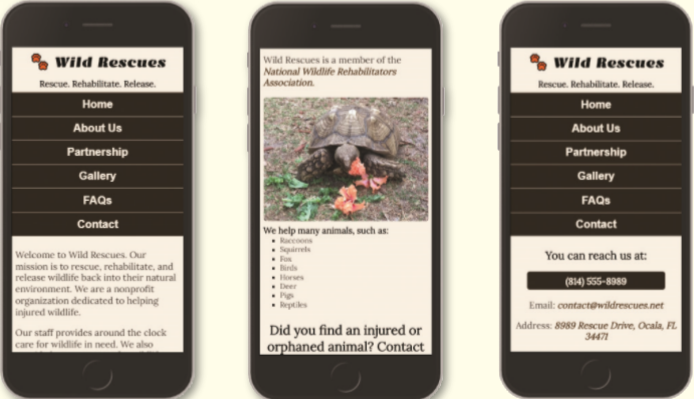 Wild Rescues
Rescue. Rehabilitate. Release.
Home
About Us
Partnership
Gallery
FAQs
Contact
Welcome to Wild Rescues. Our
mission is to rescue, rehabilitate, and
release wildlife back into their natural
environment. We are a nonprofit
organization dedicated to helping
injured wildlife.
Our staff provides around the clock
care for wildlife in need. We also
Wild Rescues is a member of the
National Wildlife Rehabilitators
Association.
We help many animals, such as:
Raccoons
Squirrels
Fox
Birds
Horses
Deer
Pigs
Reptiles
Did you find an injured or
orphaned animal? Contact
Wild Rescues
Rescue. Rehabilitate. Release.
Home
About Us
Partnership
Gallery
FAQs
Contact
You can reach us at:
(814) 555-8989
Email: contact@wildrescues.net
Address: 8989 Rescue Drive, Ocala, FL
34471